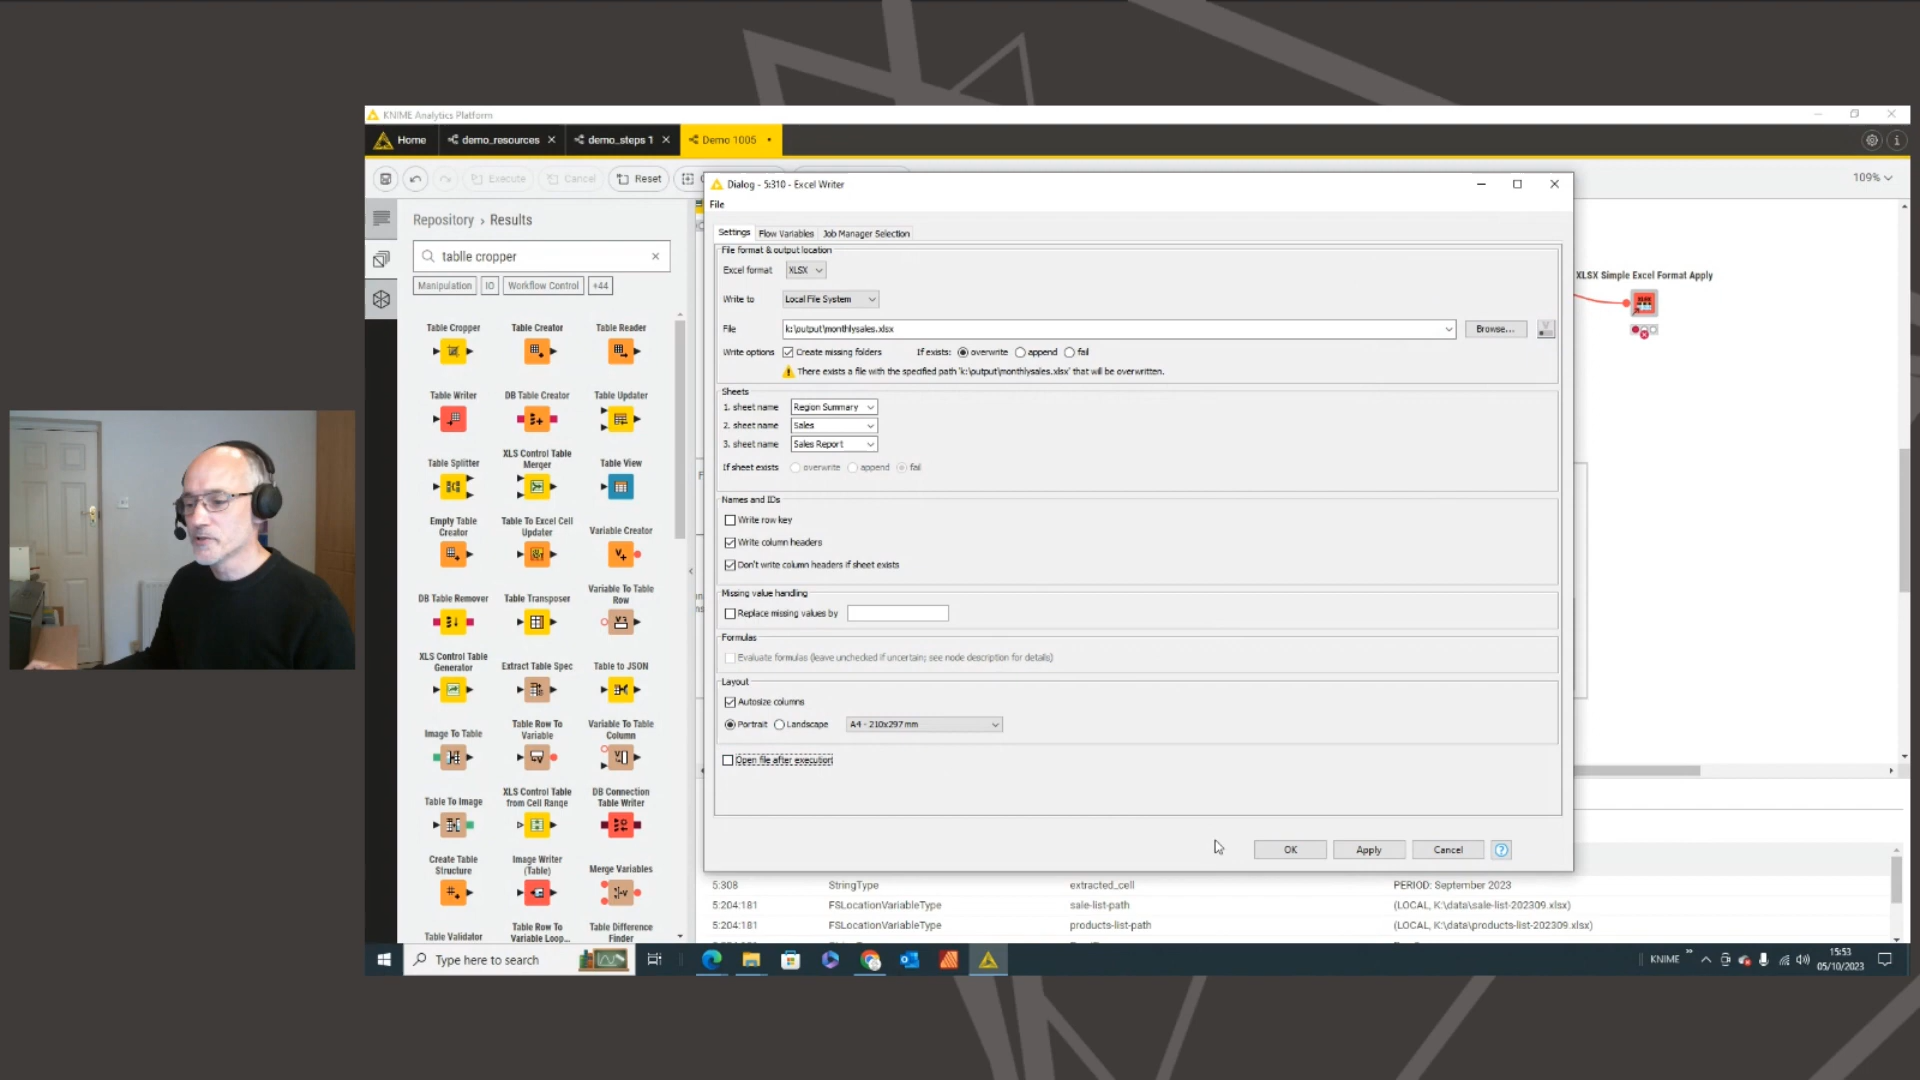 KNIME Analytics Platform
Home
demo_resources
demo_steps 1
Demo 1005
Execute
Cancel
Reset
109%
Repository › Results
tablle cropper
Manipulation
IO
Workflow Control
+44
Table Cropper
Table Creator
Table Reader
Table Writer
DB Table Creator
Table Updater
Table Splitter
XLS Control Table Merger
Table View
Empty Table Creator
Table To Excel Cell Updater
Variable Creator
DB Table Remover
Table Transposer
Variable To Table Row
XLS Control Table Generator
Extract Table Spec
Table to JSON
Image To Table
Table Row To Variable
Variable To Table Column
Table To Image
XLS Control Table from Cell Range
DB Connection Table Writer
Create Table Structure
Image Writer (Table)
Merge Variables
Table Validator
Table Row To Variable Loop...
Table Difference Finder
Dialog - 5:310 - Excel Writer
File
Settings
Flow Variables
Job Manager Selection
File format & output location
Excel format
XLSX
Write to
Local File System
File
k:\output\monthlysales.xlsx
Browse...
Write options
Create missing folders
If exists:
overwrite
append
fail
There exists a file with the specified path 'k:\output\monthlysales.xlsx' that will be overwritten.
Sheets
1. sheet name
Region Summary
2. sheet name
Sales
3. sheet name
Sales Report
If sheet exists
overwrite
append
fail
Names and IDs
Write row key
Write column headers
Don't write column headers if sheet exists
Missing value handling
Replace missing values by
Formulas
Evaluate formulas (leave unchecked if uncertain; see node description for details)
Layout
Autosize columns
Portrait
Landscape
A4 - 210x297 mm
Open file after execution
OK
Apply
Cancel
XLSX Simple Excel Format Apply
5:308 StringType extracted_cell PERIOD: September 2023
5:204:181 FSLocationVariableType sale-list-path (LOCAL, K:\data\sale-list-202309.xlsx)
5:204:181 FSLocationVariableType products-list-path (LOCAL, K:\data\products-list-202309.xlsx)
Type here to search
KNIME
15:53
05/10/2023